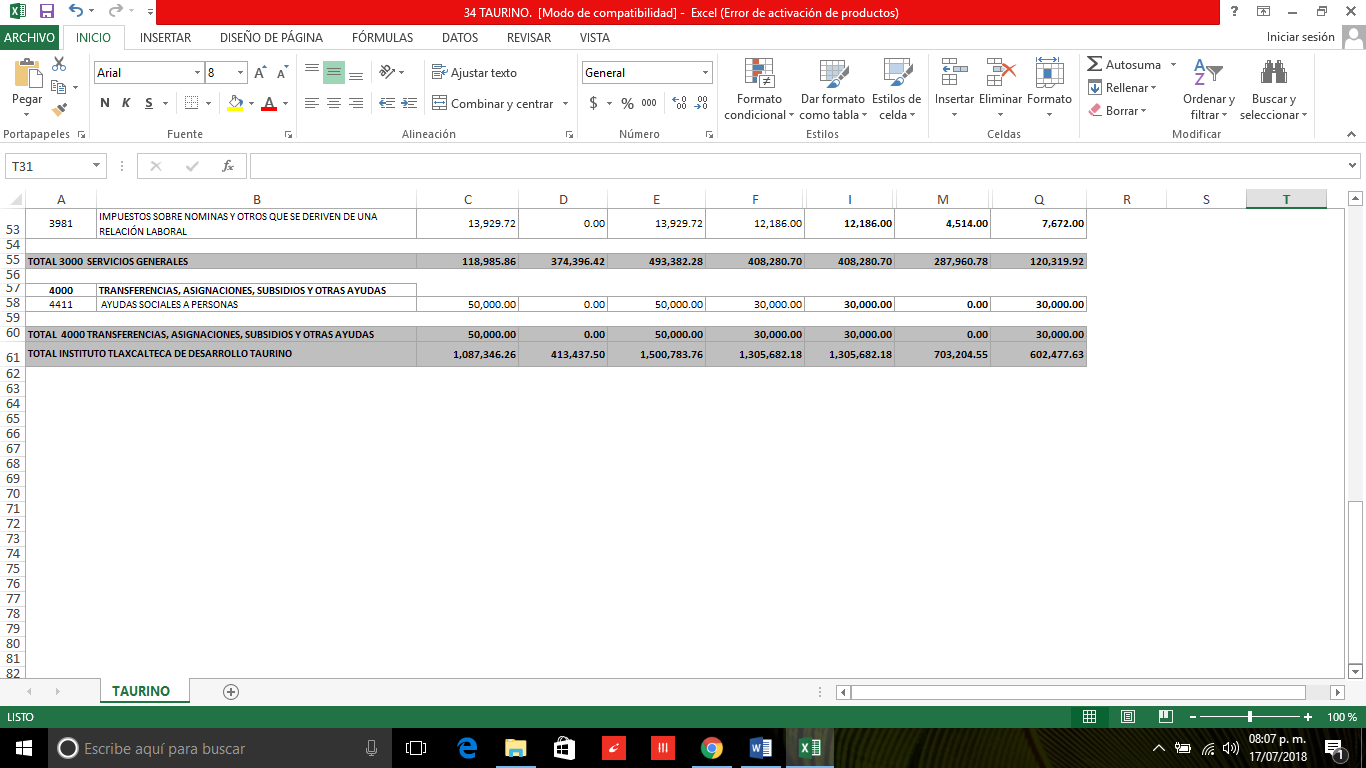 34 TAURINO.  [Modo de compatibilidad] -  Excel (Error de activación de productos)
ARCHIVO INICIO INSERTAR DISEÑO DE PÁGINA FÓRMULAS DATOS REVISAR VISTA Iniciar sesión
Pegar
Portapapeles
Arial 8
N K S
Fuente
Ajustar texto
Combinar y centrar
Alineación
General
$ % 000
Número
Formato condicional
Dar formato como tabla
Estilos de celda
Estilos
Insertar Eliminar Formato
Celdas
Autosuma
Rellenar
Borrar
Ordenar y filtrar
Buscar y seleccionar
Modificar
T31 fx
A B C D E F I M Q R S T
53 3981 IMPUESTOS SOBRE NOMINAS Y OTROS QUE SE DERIVEN DE UNA RELACIÓN LABORAL 13,929.72 0.00 13,929.72 12,186.00 12,186.00 4,514.00 7,672.00
54
55 TOTAL 3000 SERVICIOS GENERALES 118,985.86 374,396.42 493,382.28 408,280.70 408,280.70 287,960.78 120,319.92
56
57 4000 TRANSFERENCIAS, ASIGNACIONES, SUBSIDIOS Y OTRAS AYUDAS
58 4411 AYUDAS SOCIALES A PERSONAS 50,000.00 0.00 50,000.00 30,000.00 30,000.00 0.00 30,000.00
59
60 TOTAL 4000 TRANSFERENCIAS, ASIGNACIONES, SUBSIDIOS Y OTRAS AYUDAS 50,000.00 0.00 50,000.00 30,000.00 30,000.00 0.00 30,000.00
61 TOTAL INSTITUTO TLAXCALTECA DE DESARROLLO TAURINO 1,087,346.26 413,437.50 1,500,783.76 1,305,682.18 1,305,682.18 703,204.55 602,477.63
62
63
64
65
66
67
68
69
70
71
72
73
74
75
76
77
78
79
80
81
82
TAURINO
LISTO 100 %
Escribe aquí para buscar
08:07 p. m.
17/07/2018
1